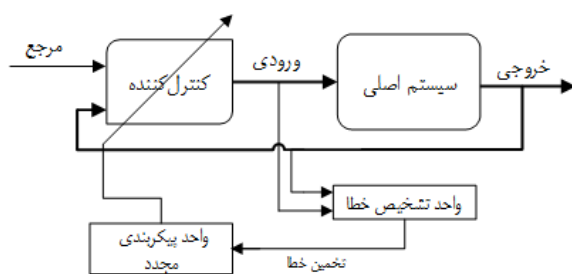 مرجع
کنترل‌کننده
ورودی
سیستم اصلی
خروجی
واحد تشخیص خطا
واحد پیکربندی
مجدد
تخمین خطا